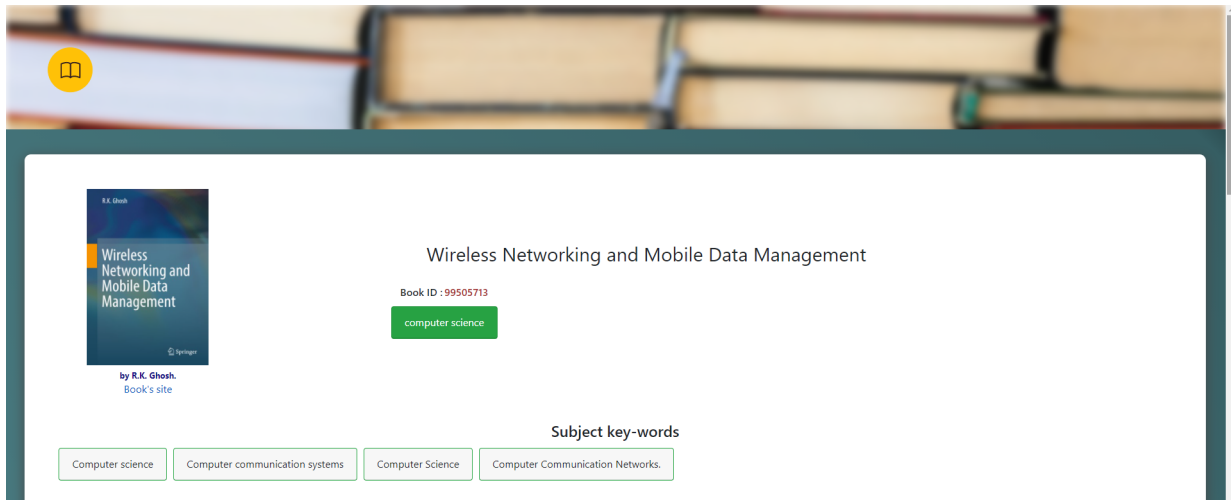 R.K. Ghosh
Wireless
Networking and
Mobile Data
Management
Springer
by R.K. Ghosh.
Book's site
Wireless Networking and Mobile Data Management
Book ID : 99505713
computer science
Subject key-words
Computer science
Computer communication systems
Computer Science
Computer Communication Networks.